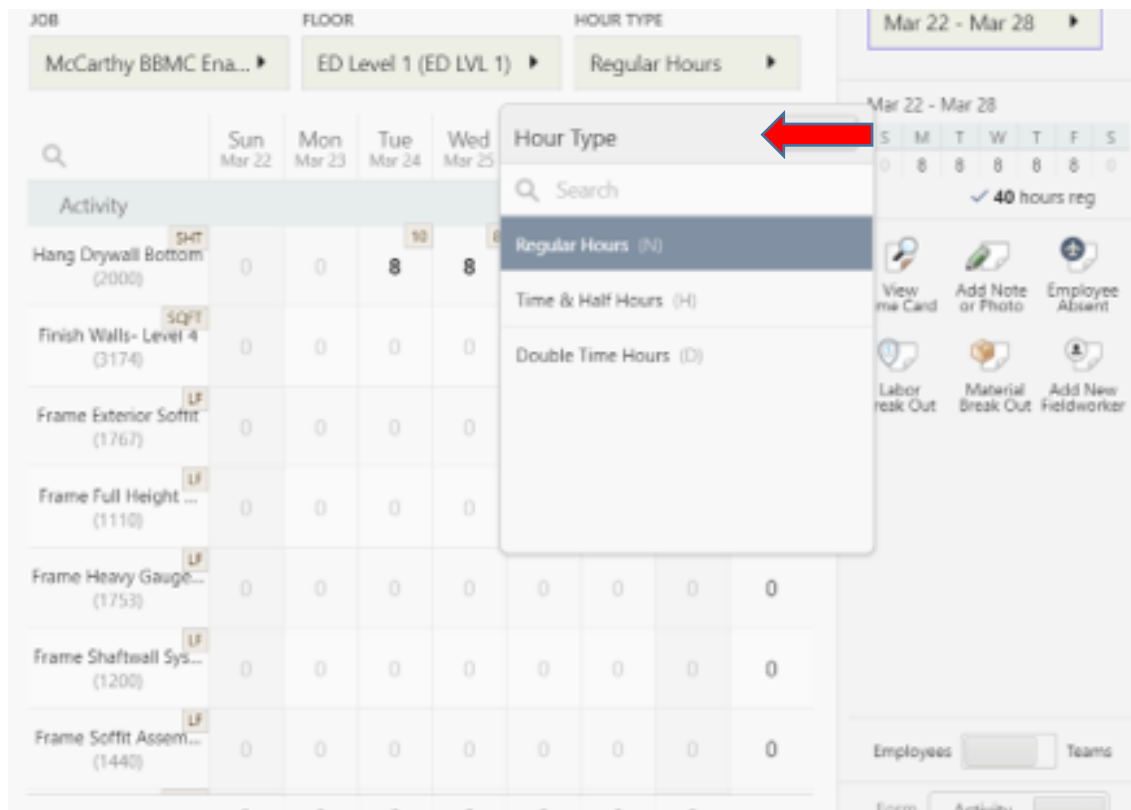 JOB FLOOR HOUR TYPE
McCarthy BBMC Ena... ED Level 1 (ED LVL 1) Regular Hours
Mar 22 - Mar 28
Sun Mon Tue Wed
Mar 22 Mar 23 Mar 24 Mar 25
Activity
SHT 10
Hang Drywall Bottom 0 0 8 8
(2000)
SQFT
Finish Walls- Level 4 0 0 0 0
(3174)
LF
Frame Exterior Soffit 0 0 0 0
(1767)
LF
Frame Full Height ... 0 0 0 0
(1110)
LF
Frame Heavy Gauge... 0 0 0 0 0 0 0 0
(1753)
LF
Frame Shaftwall Sys... 0 0 0 0 0 0 0 0
(1200)
LF
Frame Soffit Assem... 0 0 0 0 0 0 0 0
(1440)
Hour Type
Search
Regular Hours (N)
Time & Half Hours (H)
Double Time Hours (D)
Mar 22 - Mar 28
S M T W T F S
0 8 8 8 8 8 0
40 hours reg
View Add Note Employee
me Card or Photo Absent
Labor Material Add New
reak Out Break Out Fieldworker
Employees Teams
Form Activity